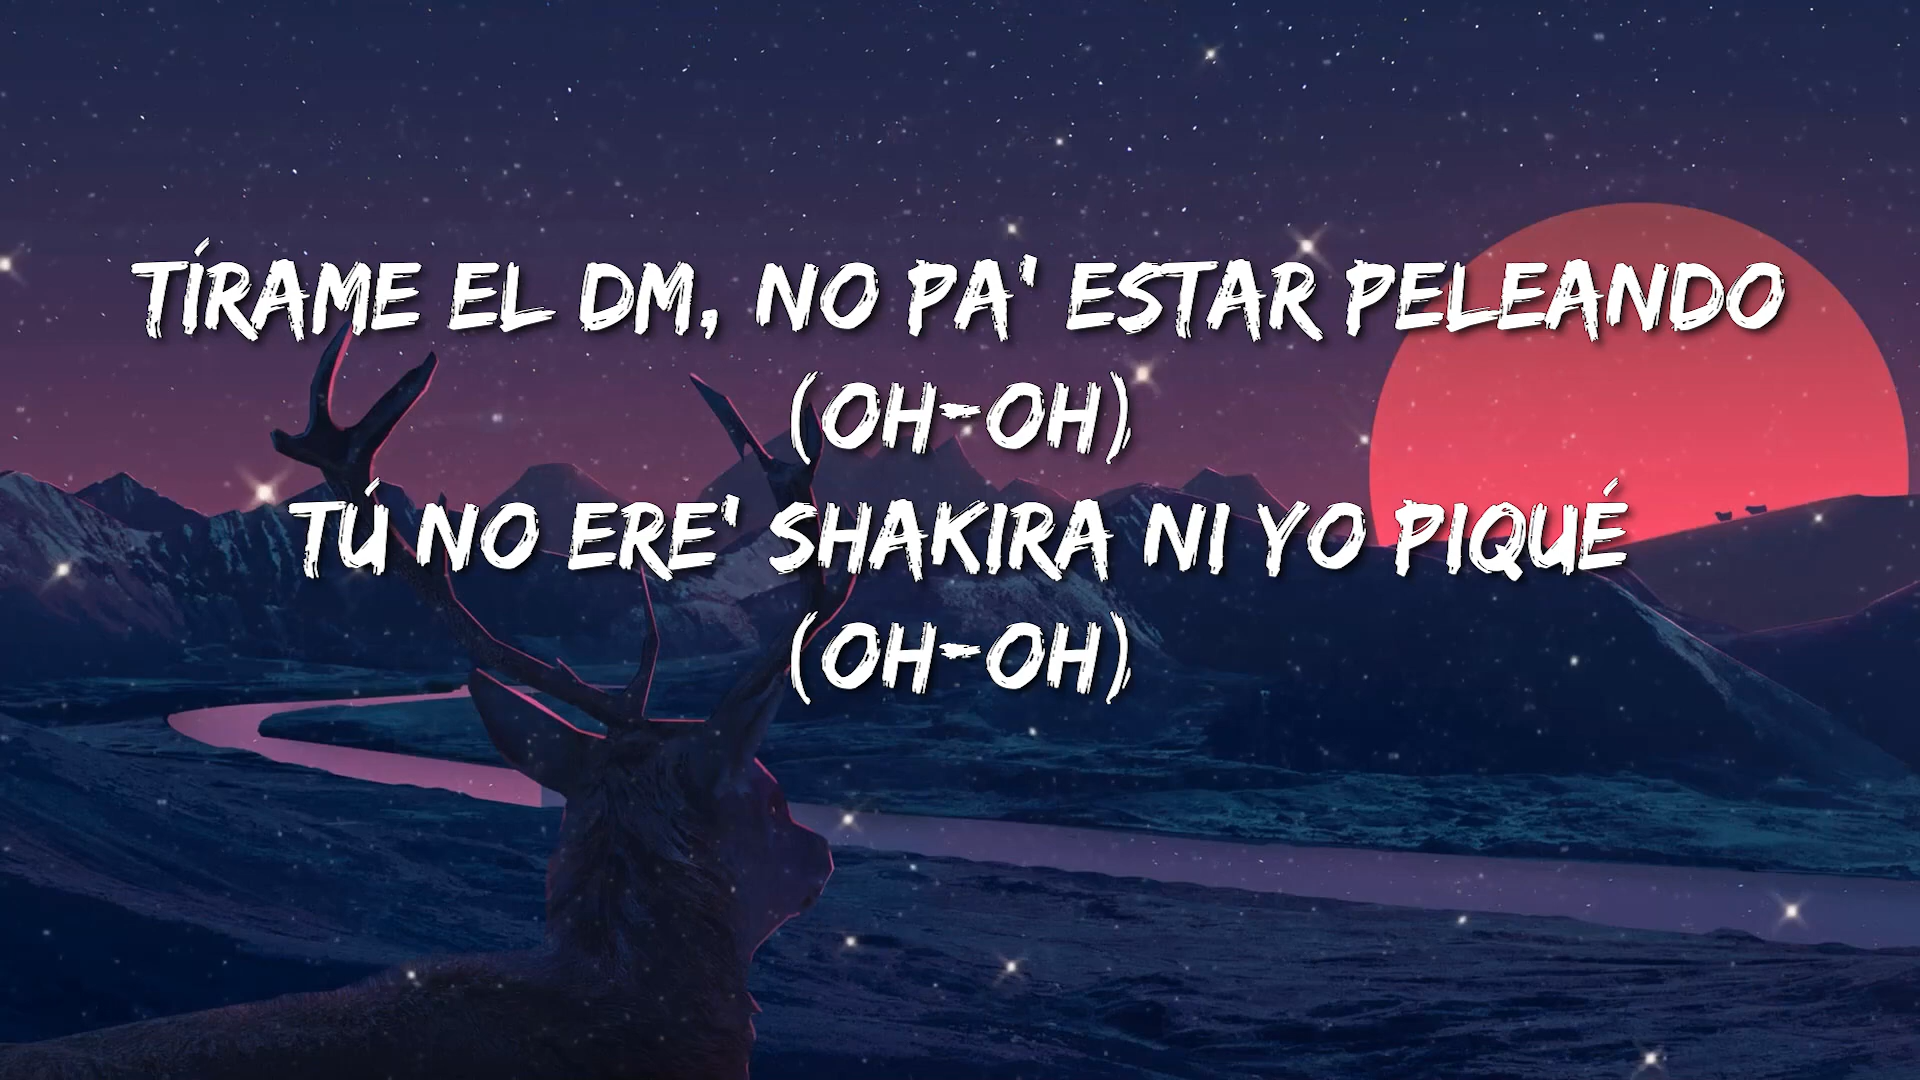 TÍRAME EL DM, NO PA' ESTAR PELEANDO
(OH-OH)
TÚ NO ERE' SHAKIRA NI YO PIQUÉ
(OH-OH)